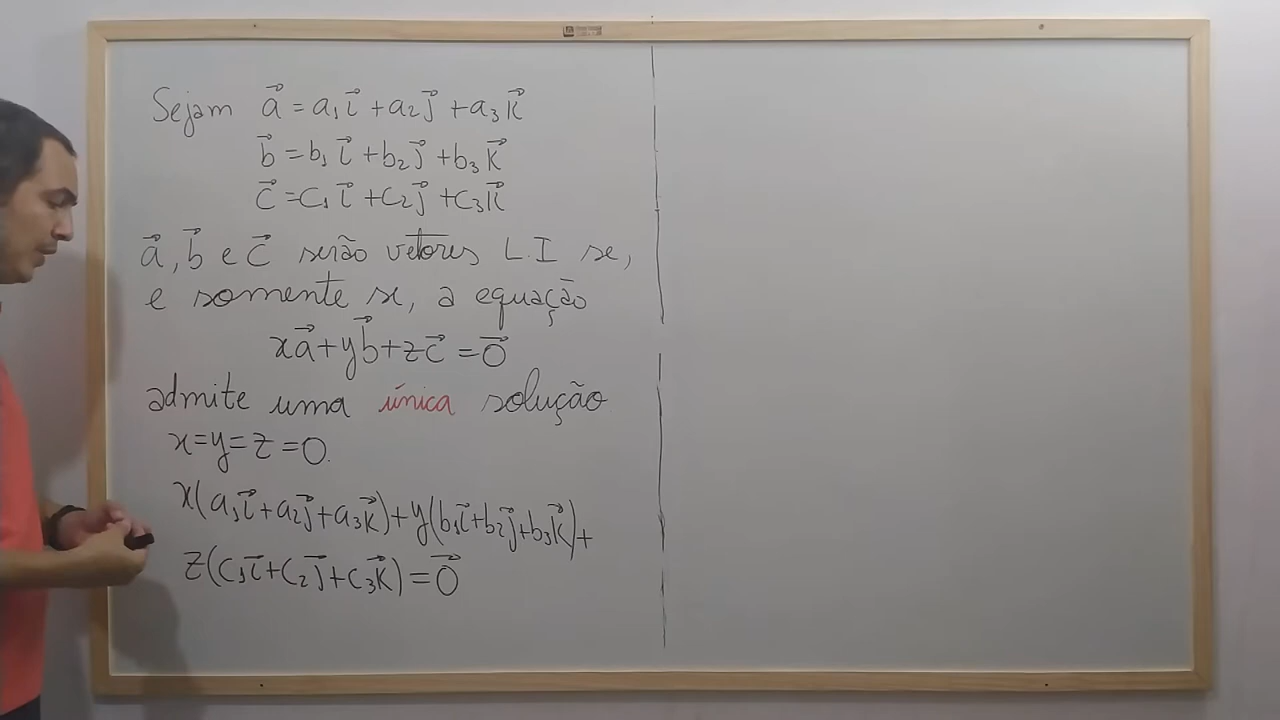 Sejam a⃗ = a₁i⃗ + a₂j⃗ + a₃k⃗
b⃗ = b₁i⃗ + b₂j⃗ + b₃k⃗
c⃗ = c₁i⃗ + c₂j⃗ + c₃k⃗
a⃗, b⃗ e c⃗ serão vetores L.I se,
e somente se, a equação
xa⃗ + yb⃗ + zc⃗ = 0⃗
admite uma única solução
x=y=z=0.
x(a₁i⃗ + a₂j⃗ + a₃k⃗) + y(b₁i⃗ + b₂j⃗ + b₃k⃗) +
z(c₁i⃗ + c₂j⃗ + c₃k⃗) = 0⃗